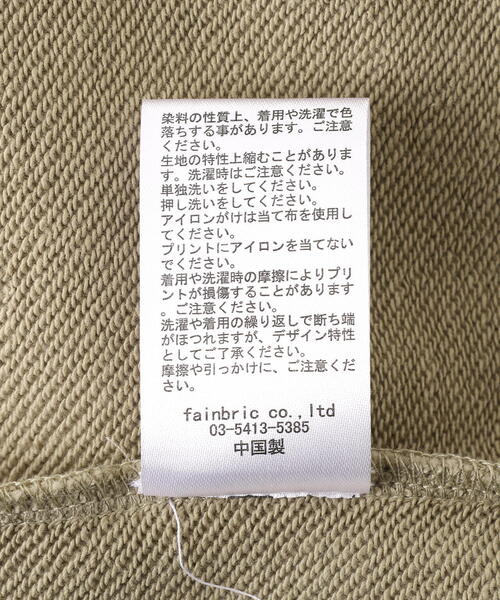 染料の性質上、着用や洗濯で色
落ちする事があります。ご注意
ください。
生地の特性上縮むことがありま
す。洗濯時はご注意ください。
単独洗いをしてください。
押し洗いをしてください。
アイロンがけは当て布を使用し
てください。
プリントにアイロンを当てない
でください。
着用や洗濯時の摩擦によりプリ
ントが損傷することがあります
。ご注意ください。
洗濯や着用の繰り返しで断ち端
がほつれますが、デザイン特性
としてご了承ください。
摩擦や引っかけに、ご注意くだ
さい。
fainbric co.,ltd
03-5413-5385
中国製